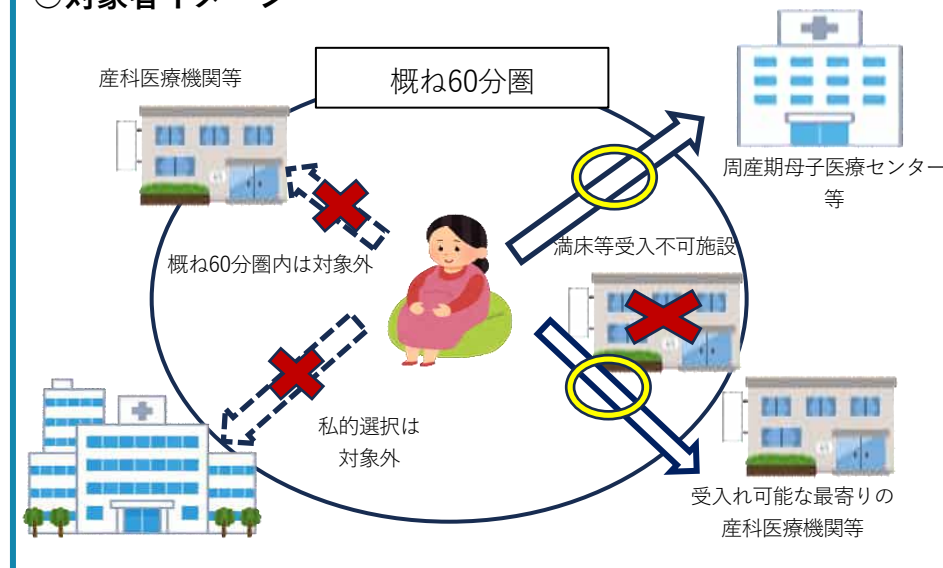 ○対象者イメージ
産科医療機関等
概ね60分圏
周産期母子医療センター
等
満床等受入不可施設
概ね60分圏内は対象外
私的選択は
対象外
受入れ可能な最寄りの
産科医療機関等